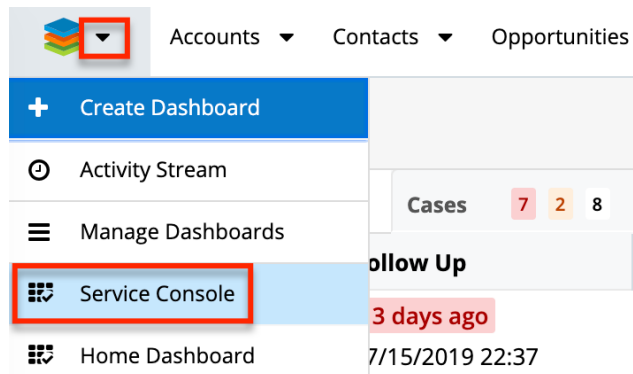 Accounts Contacts Opportunities
Create Dashboard
Activity Stream
Cases 7 2 8
Manage Dashboards
ollow Up
Service Console
3 days ago
Home Dashboard
7/15/2019 22:37